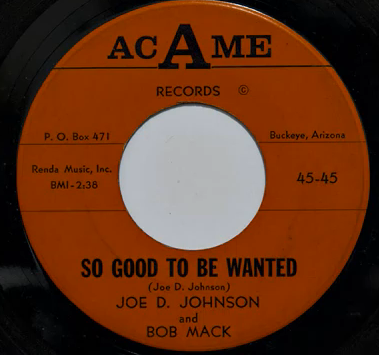 ACAME
RECORDS ©
P. O. Box 471
Buckeye, Arizona
Renda Music, Inc.
BMI-2:38
45-45
SO GOOD TO BE WANTED
(Joe D. Johnson)
JOE D. JOHNSON
and
BOB MACK